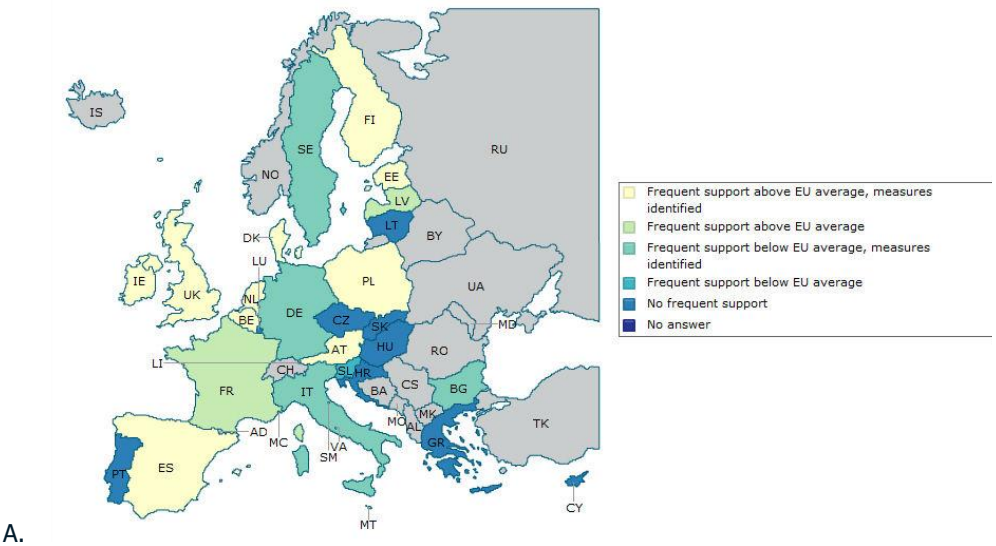 IS
FI
RU
SE
NO
EE
LV
LT
DK
BY
LU
IE
UK
NL
PL
BE
DE
UA
CZ
SK
MD
AT
HU
LI
CH
RO
SL
HR
FR
IT
BA
CS
BG
MO
MK
AL
AD
MC
VA
SM
TK
PT
ES
GR
CY
MT
Frequent support above EU average, measures
identified
Frequent support above EU average
Frequent support below EU average, measures
identified
Frequent support below EU average
No frequent support
No answer
A.